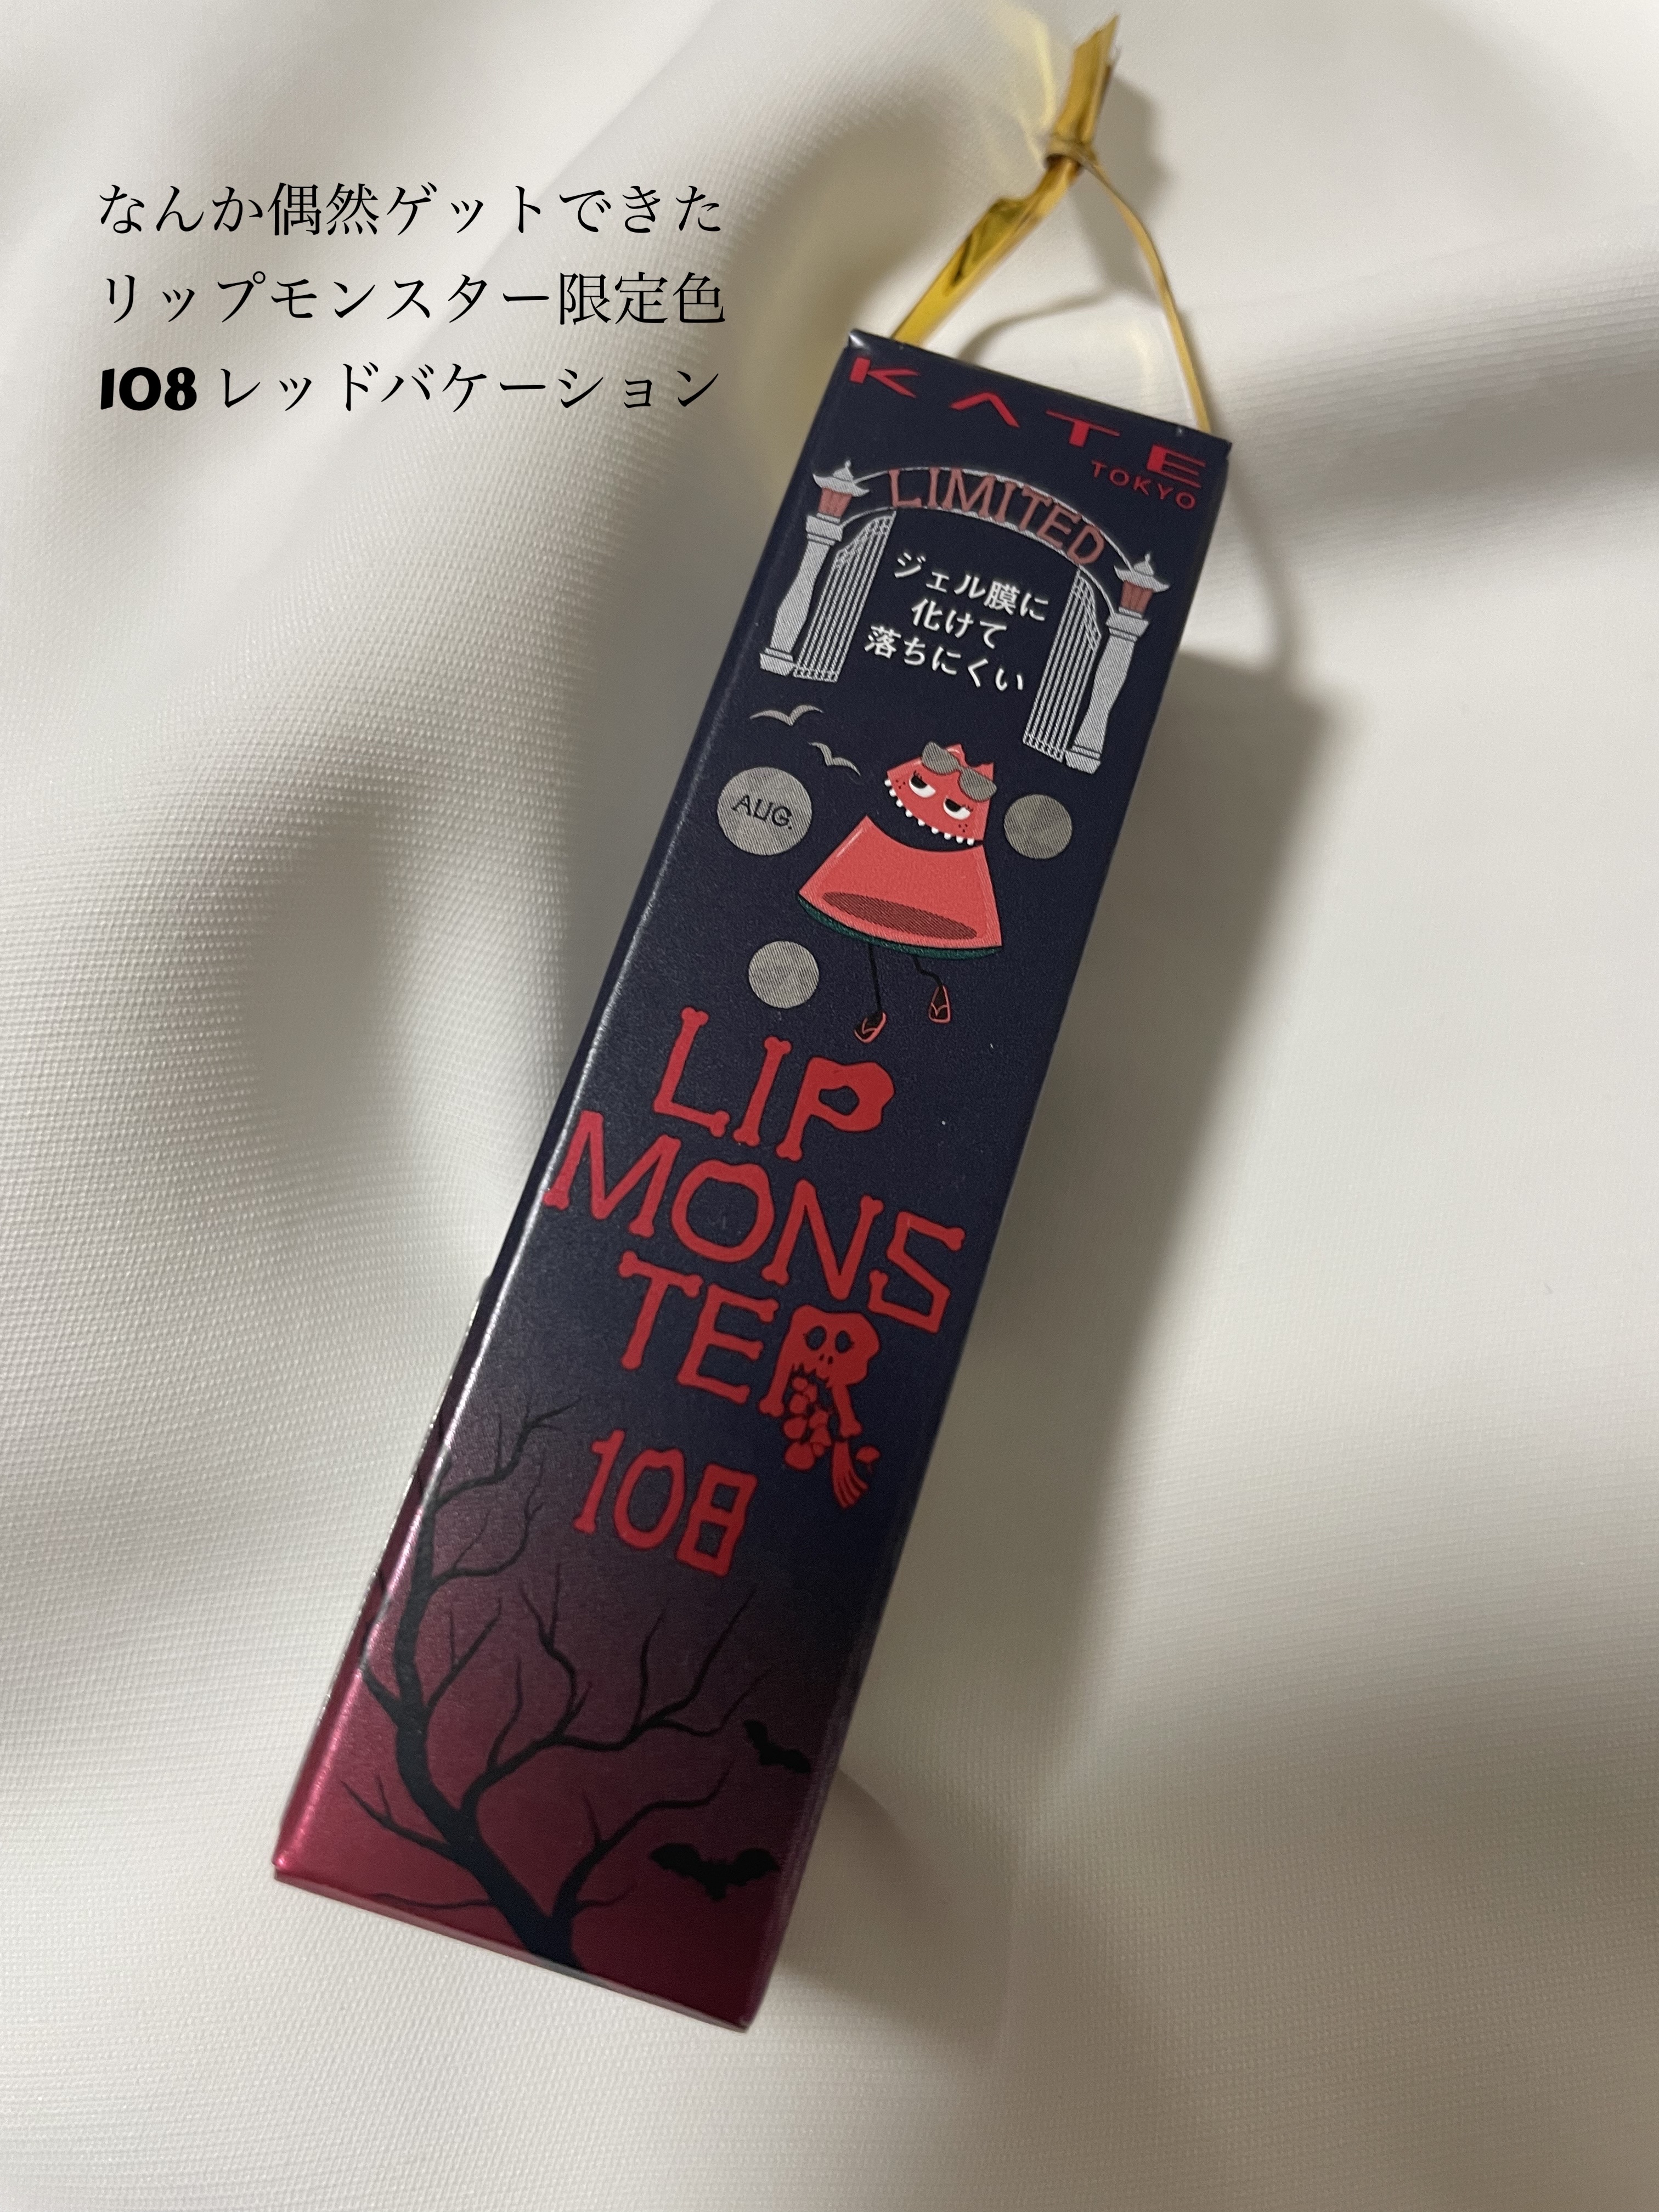 なんか偶然ゲットできた
リップモンスター限定色
108 レッドバケーション
KATE
TOKYO
LIMITED
ジェル膜に
化けて
落ちにくい
AUG.
LIP
MONS
TER
108